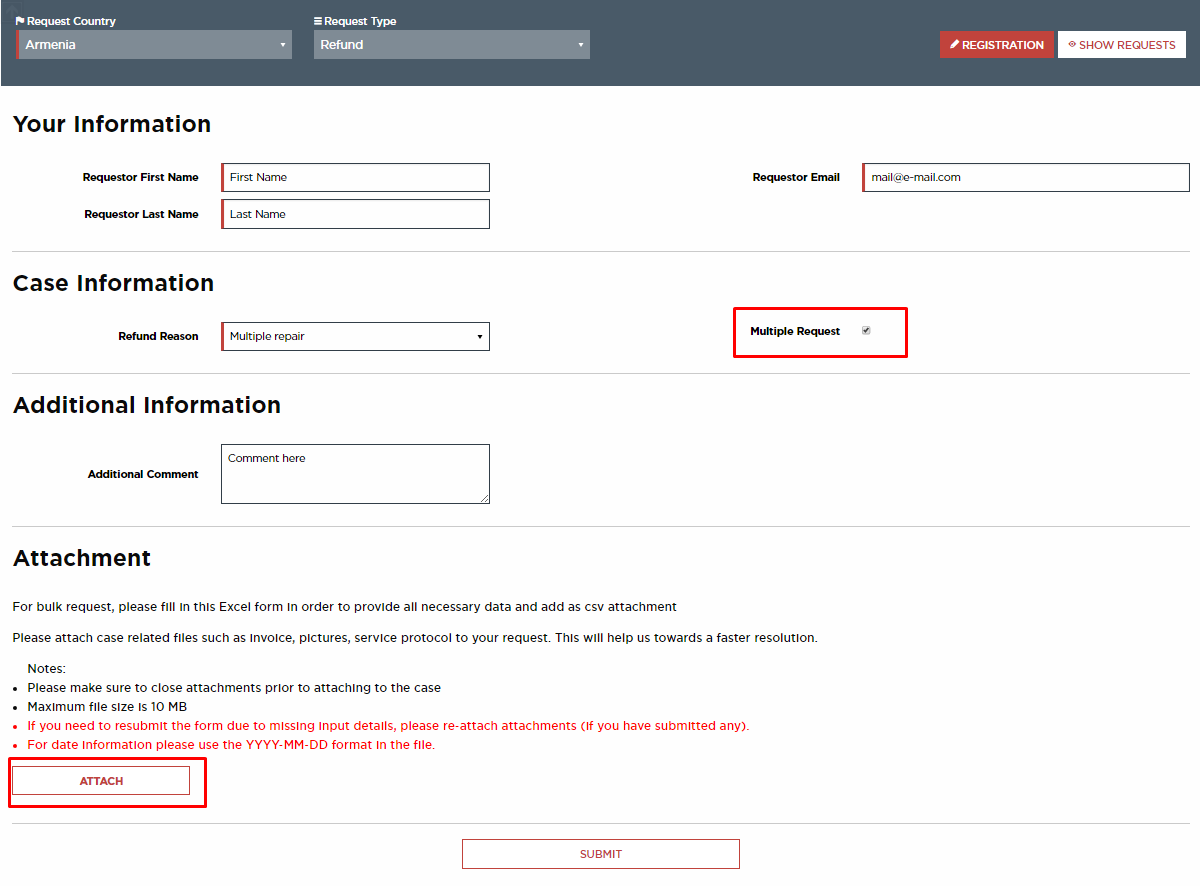 Request Country
Request Type
Armenia
Refund
REGISTRATION
SHOW REQUESTS
Your Information
Requestor First Name
First Name
Requestor Email
mail@e-mail.com
Requestor Last Name
Last Name
Case Information
Refund Reason
Multiple repair
Multiple Request
Additional Information
Additional Comment
Comment here
Attachment
For bulk request, please fill in this Excel form in order to provide all necessary data and add as csv attachment
Please attach case related files such as invoice, pictures, service protocol to your request. This will help us towards a faster resolution.
Notes:
• Please make sure to close attachments prior to attaching to the case
• Maximum file size is 10 MB
• If you need to resubmit the form due to missing input details, please re-attach attachments (if you have submitted any).
• For date information please use the YYYY-MM-DD format in the file.
ATTACH
SUBMIT